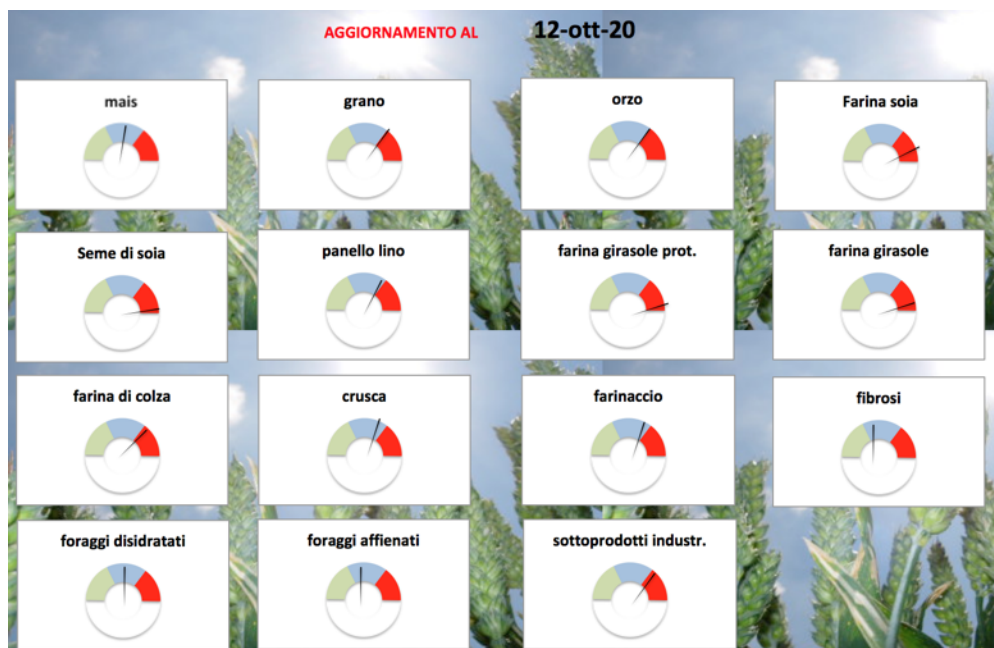 AGGIORNAMENTO AL 12-ott-20
mais
grano
orzo
Farina soia
Seme di soia
panello lino
farina girasole prot.
farina girasole
farina di colza
crusca
farinaccio
fibrosi
foraggi disidratati
foraggi affienati
sottoprodotti industr.